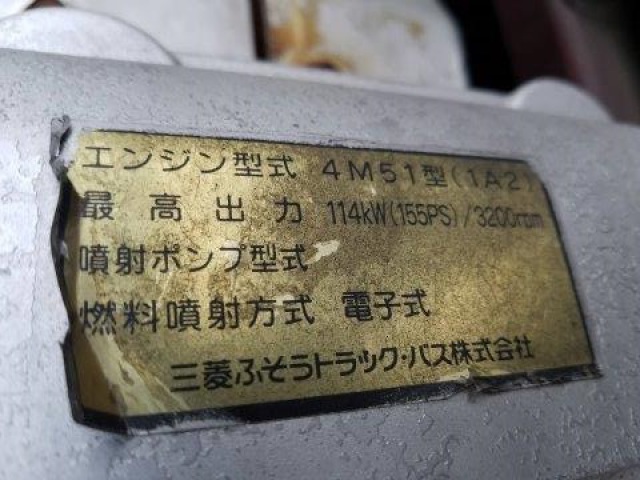 エンジン型式 4M51型(1A2)
最高出力 114kW(155PS)/3200rpm
噴射ポンプ型式
燃料噴射方式 電子式
三菱ふそうトラック・バス株式会社